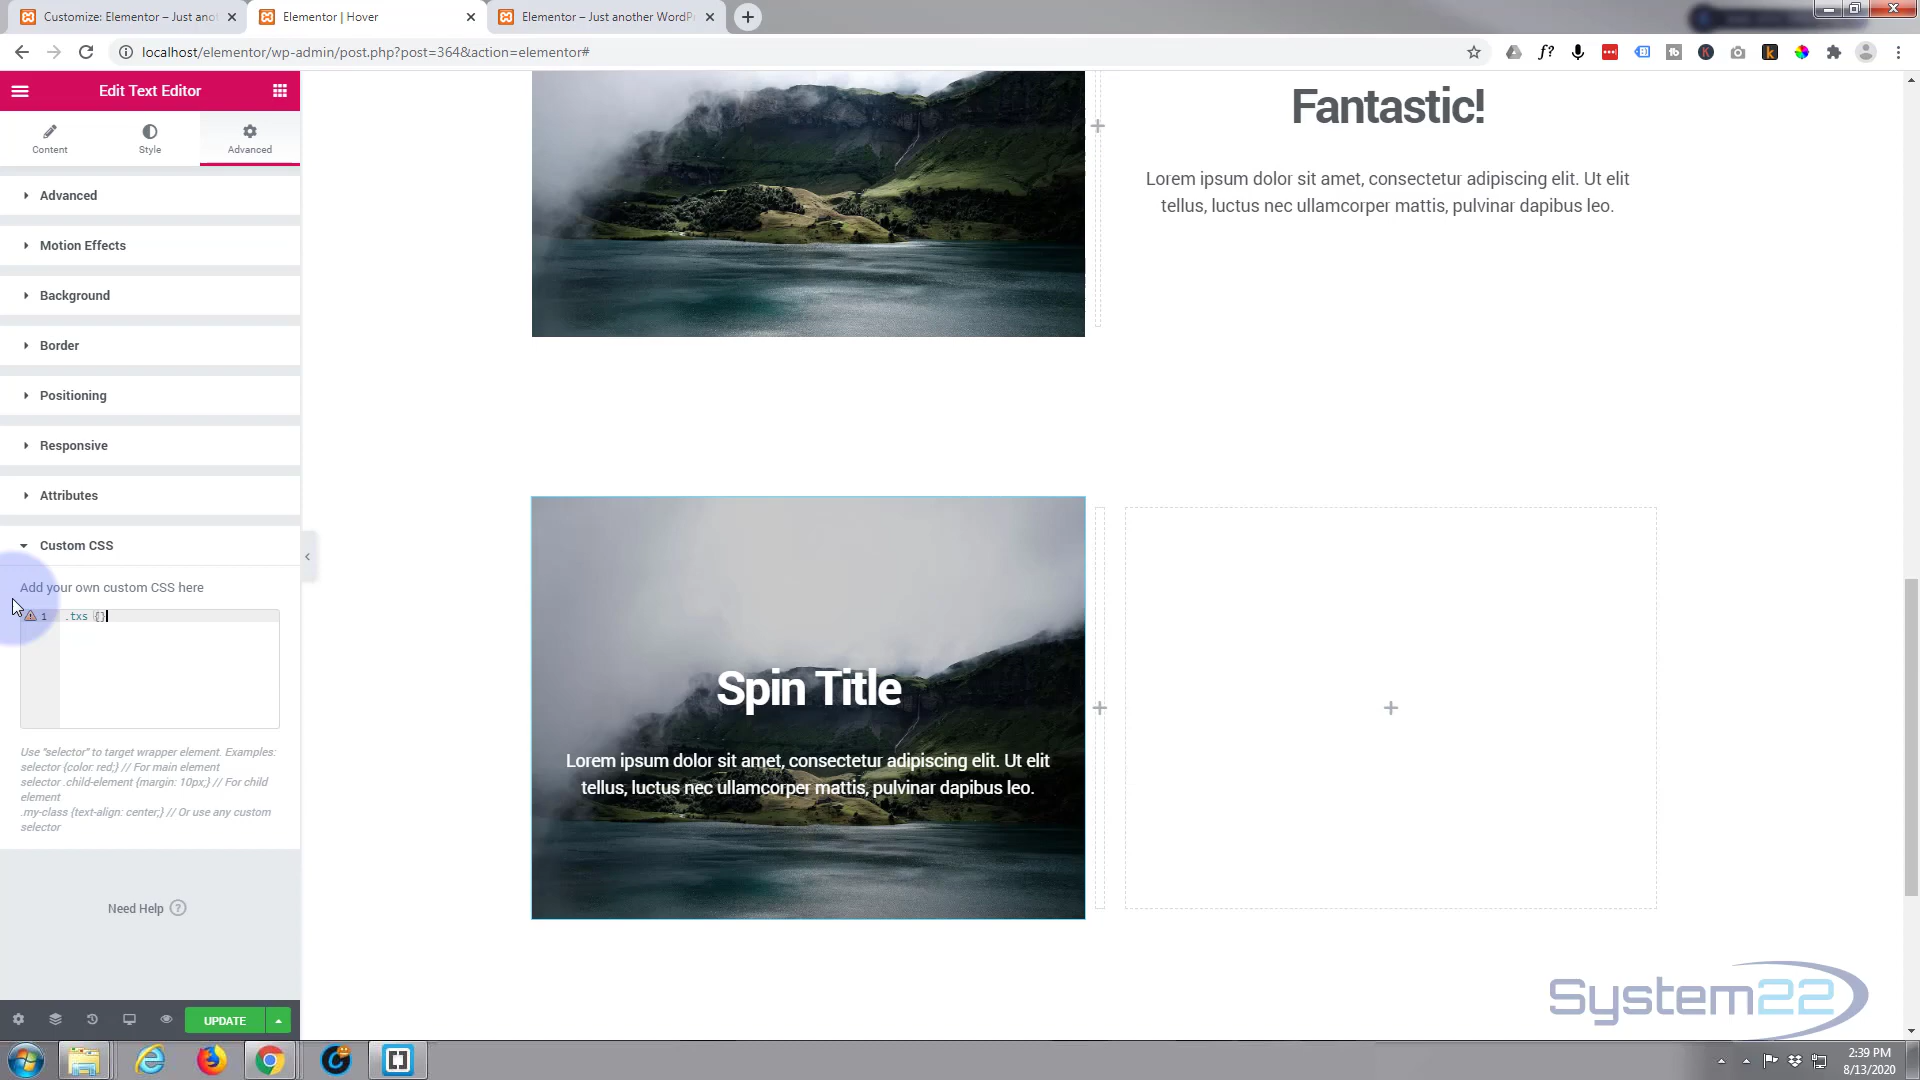 Customize: Elementor – Just anot
Elementor | Hover
Elementor – Just another WordPr
localhost/elementor/wp-admin/post.php?post=364&action=elementor#
Edit Text Editor
Content
Style
Advanced
Advanced
Motion Effects
Background
Border
Positioning
Responsive
Attributes
Custom CSS
Add your own custom CSS here
1 .txs {}
Use "selector" to target wrapper element. Examples:
selector {color: red;} // For main element
selector .child-element {margin: 10px;} // For child
element
.my-class {text-align: center;} // Or use any custom
selector
Need Help ?
UPDATE
Fantastic!
Lorem ipsum dolor sit amet, consectetur adipiscing elit. Ut elit
tellus, luctus nec ullamcorper mattis, pulvinar dapibus leo.
Spin Title
Lorem ipsum dolor sit amet, consectetur adipiscing elit. Ut elit
tellus, luctus nec ullamcorper mattis, pulvinar dapibus leo.
System22
2:39 PM
8/13/2020